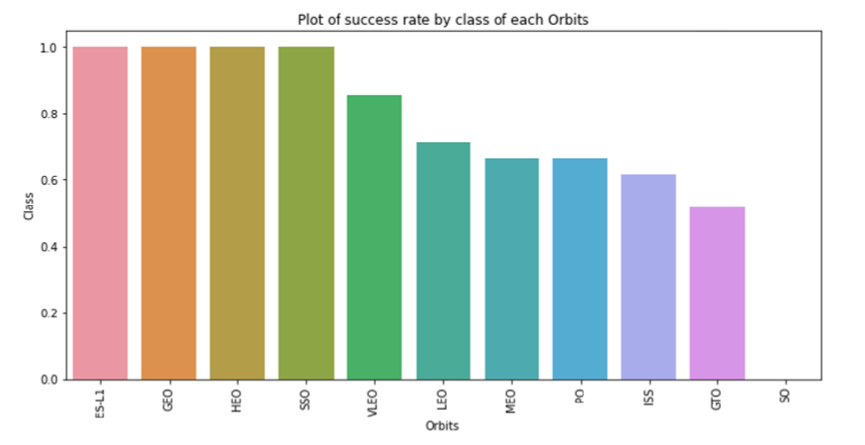 Plot of success rate by class of each Orbits
1.0
0.8
0.6
0.4
0.2
0.0
Class
ES-L1
GEO
HEO
SSO
VLEO
LEO
MEO
PO
ISS
GTO
SO
Orbits